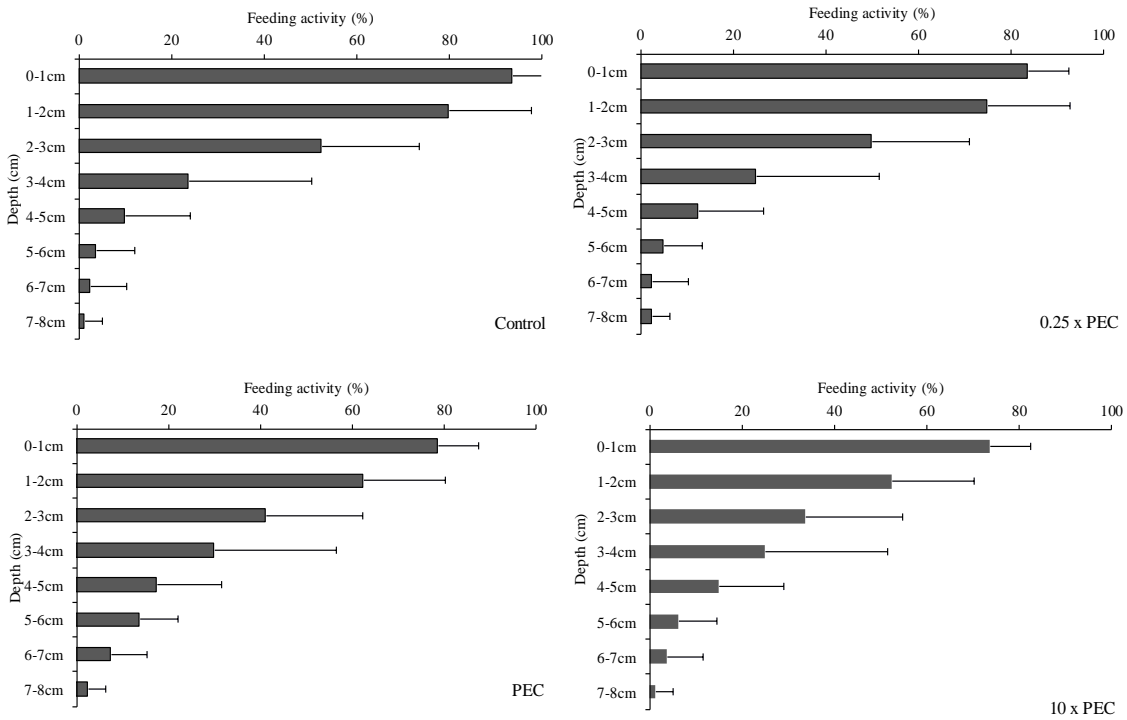 Feeding activity (%)
0 20 40 60 80 100
0-1cm
1-2cm
2-3cm
3-4cm
4-5cm
5-6cm
6-7cm
7-8cm
Depth (cm)
Control
Feeding activity (%)
0 20 40 60 80 100
0-1cm
1-2cm
2-3cm
3-4cm
4-5cm
5-6cm
6-7cm
7-8cm
Depth (cm)
0.25 x PEC
Feeding activity (%)
0 20 40 60 80 100
0-1cm
1-2cm
2-3cm
3-4cm
4-5cm
5-6cm
6-7cm
7-8cm
Depth (cm)
PEC
Feeding activity (%)
0 20 40 60 80 100
0-1cm
1-2cm
2-3cm
3-4cm
4-5cm
5-6cm
6-7cm
7-8cm
Depth (cm)
10 x PEC